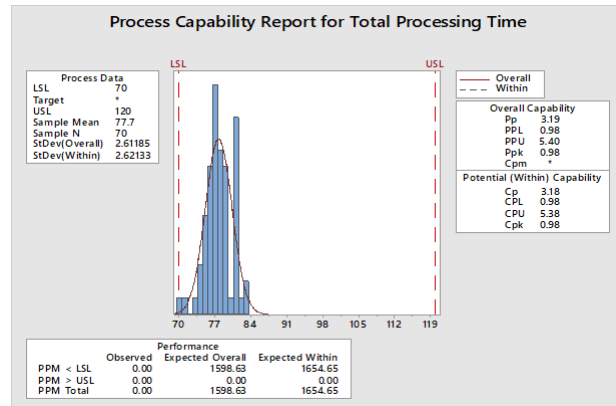 Process Capability Report for Total Processing Time
LSL USL
Process Data
LSL 70
Target *
USL 120
Sample Mean 77.7
Sample N 70
StDev(Overall) 2.61185
StDev(Within) 2.62133
Overall
Within
Overall Capability
Pp 3.19
PPL 0.98
PPU 5.40
Ppk 0.98
Cpm *
Potential (Within) Capability
Cp 3.18
CPL 0.98
CPU 5.38
Cpk 0.98
70 77 84 91 98 105 112 119
Performance
Observed Expected Overall Expected Within
PPM < LSL 0.00 1598.63 1654.65
PPM > USL 0.00 0.00 0.00
PPM Total 0.00 1598.63 1654.65